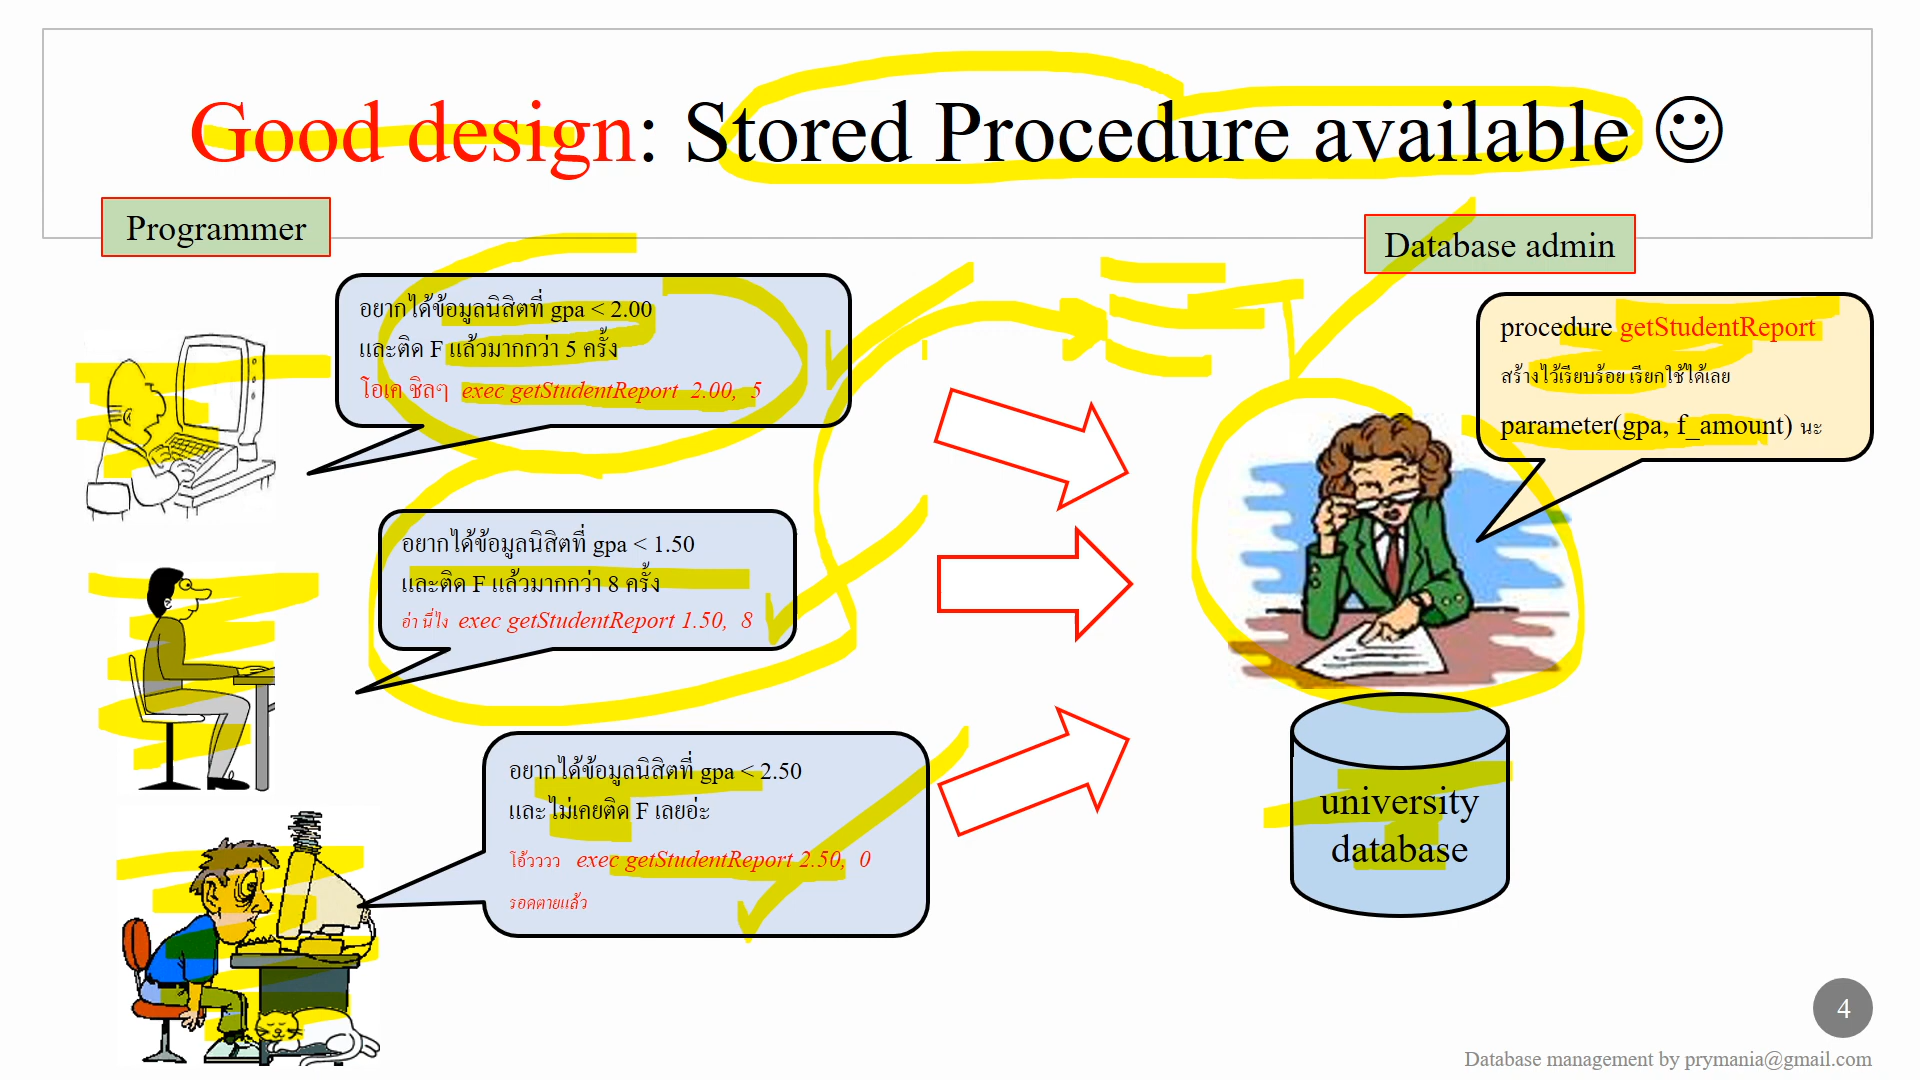 Good design: Stored Procedure available ☺
Programmer
Database admin
อยากได้ข้อมูลนิสิตที่ gpa < 2.00
และติด F แล้วมากกว่า 5 ครั้ง
โอเค ชิลๆ exec getStudentReport 2.00, 5
procedure getStudentReport
สร้างไว้เรียบร้อย เรียกใช้ได้เลย
parameter(gpa, f_amount) นะ
อยากได้ข้อมูลนิสิตที่ gpa < 1.50
และติด F แล้วมากกว่า 8 ครั้ง
อ่า นี่ไง exec getStudentReport 1.50, 8
อยากได้ข้อมูลนิสิตที่ gpa < 2.50
และไม่เคยติด F เลยอ่ะ
โอ้วววว exec getStudentReport 2.50, 0
รอดตายแล้ว
university
database
4
Database management by prymania@gmail.com